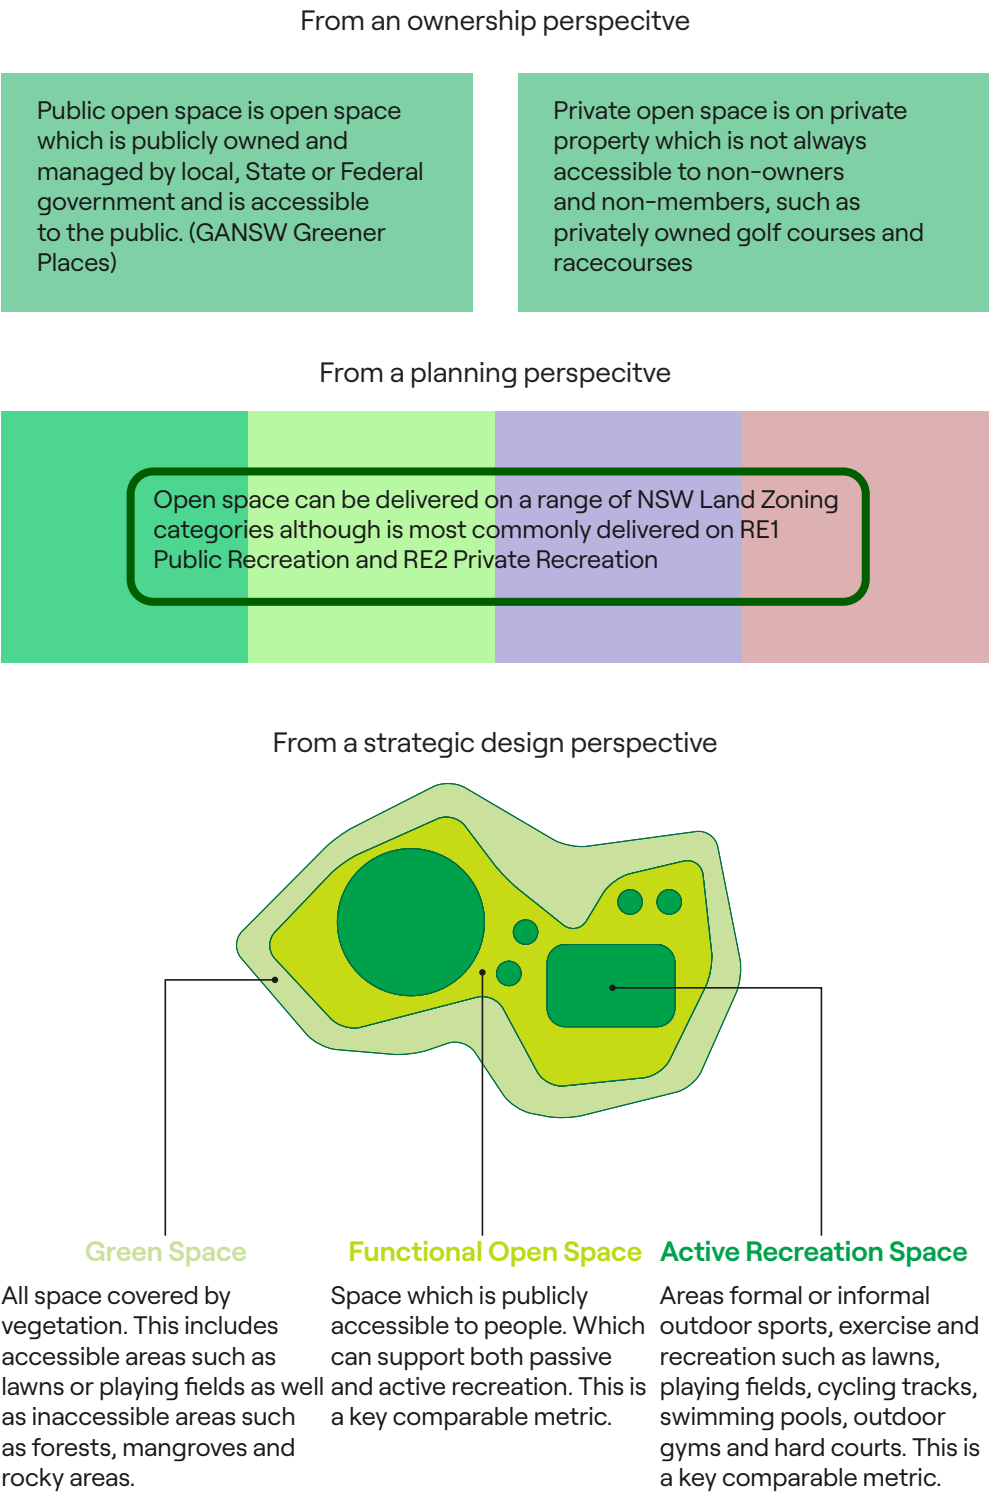 From an ownership perspecitve
Public open space is open space
which is publicly owned and
managed by local, State or Federal
government and is accessible
to the public. (GANSW Greener
Places)
Private open space is on private
property which is not always
accessible to non-owners
and non-members, such as
privately owned golf courses and
racecourses
From a planning perspecitve
Open space can be delivered on a range of NSW Land Zoning
categories although is most commonly delivered on RE1
Public Recreation and RE2 Private Recreation
From a strategic design perspective
Green Space
All space covered by
vegetation. This includes
accessible areas such as
lawns or playing fields as well
as inaccessible areas such
as forests, mangroves and
rocky areas.
Functional Open Space
Space which is publicly
accessible to people. Which
can support both passive
and active recreation. This is
a key comparable metric.
Active Recreation Space
Areas formal or informal
outdoor sports, exercise and
recreation such as lawns,
playing fields, cycling tracks,
swimming pools, outdoor
gyms and hard courts. This is
a key comparable metric.